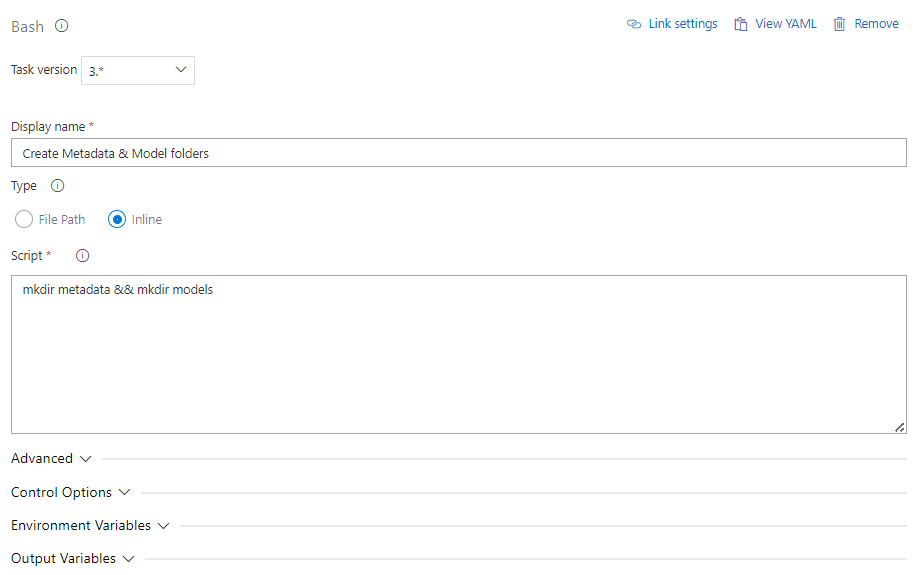 Bash
Link settings View YAML Remove
Task version 3.*
Display name *
Create Metadata & Model folders
Type
File Path Inline
Script *
mkdir metadata && mkdir models
Advanced
Control Options
Environment Variables
Output Variables